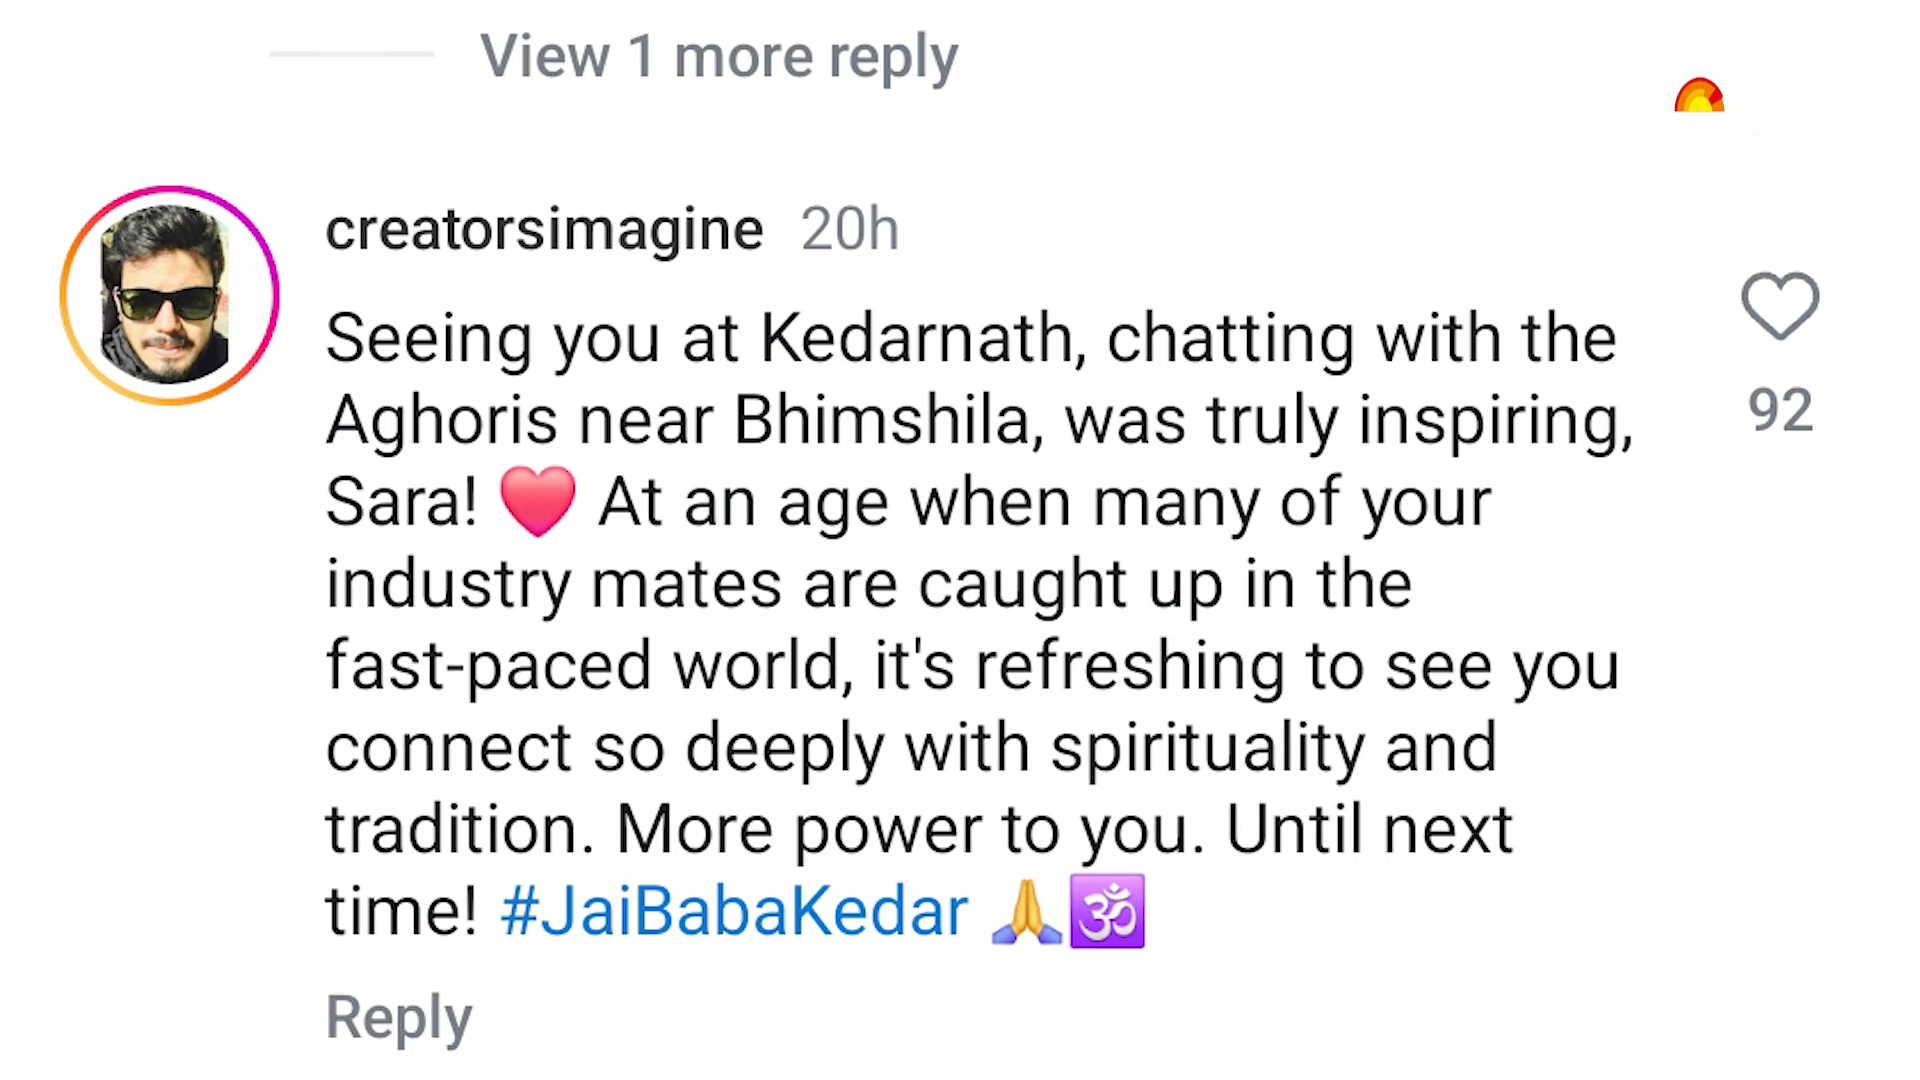 View 1 more reply
creatorsimagine 20h
Seeing you at Kedarnath, chatting with the
Aghoris near Bhimshila, was truly inspiring,
Sara! ❤️ At an age when many of your
industry mates are caught up in the
fast-paced world, it's refreshing to see you
connect so deeply with spirituality and
tradition. More power to you. Until next
time! #JaiBabaKedar 🙏🕉️
92
Reply